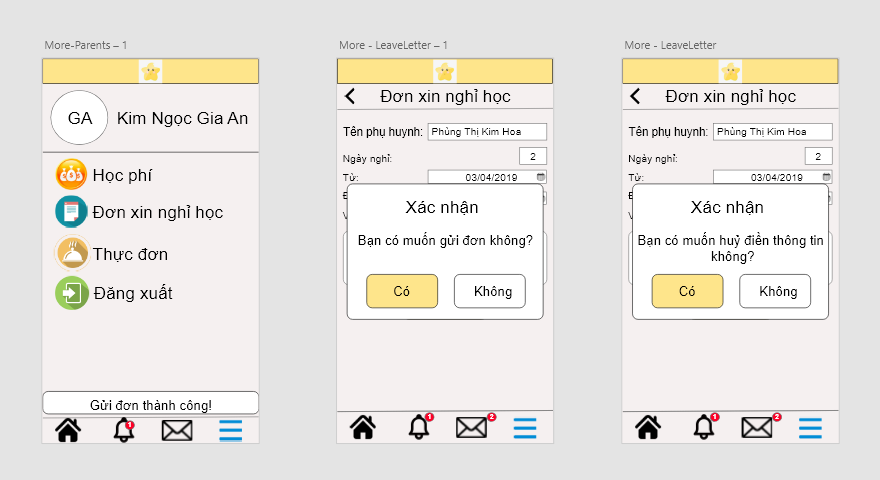 More-Parents – 1
GA
Kim Ngọc Gia An
Học phí
Đơn xin nghỉ học
Thực đơn
Đăng xuất
Gửi đơn thành công!
1
More - LeaveLetter – 1
Đơn xin nghỉ học
Tên phụ huynh: Phùng Thị Kim Hoa
Ngày nghỉ: 2
Từ: 03/04/2019
Xác nhận
Bạn có muốn gửi đơn không?
Có Không
1 2
More - LeaveLetter
Đơn xin nghỉ học
Tên phụ huynh: Phùng Thị Kim Hoa
Ngày nghỉ: 2
Từ: 03/04/2019
Xác nhận
Bạn có muốn huỷ điền thông tin
không?
Có Không
1 2